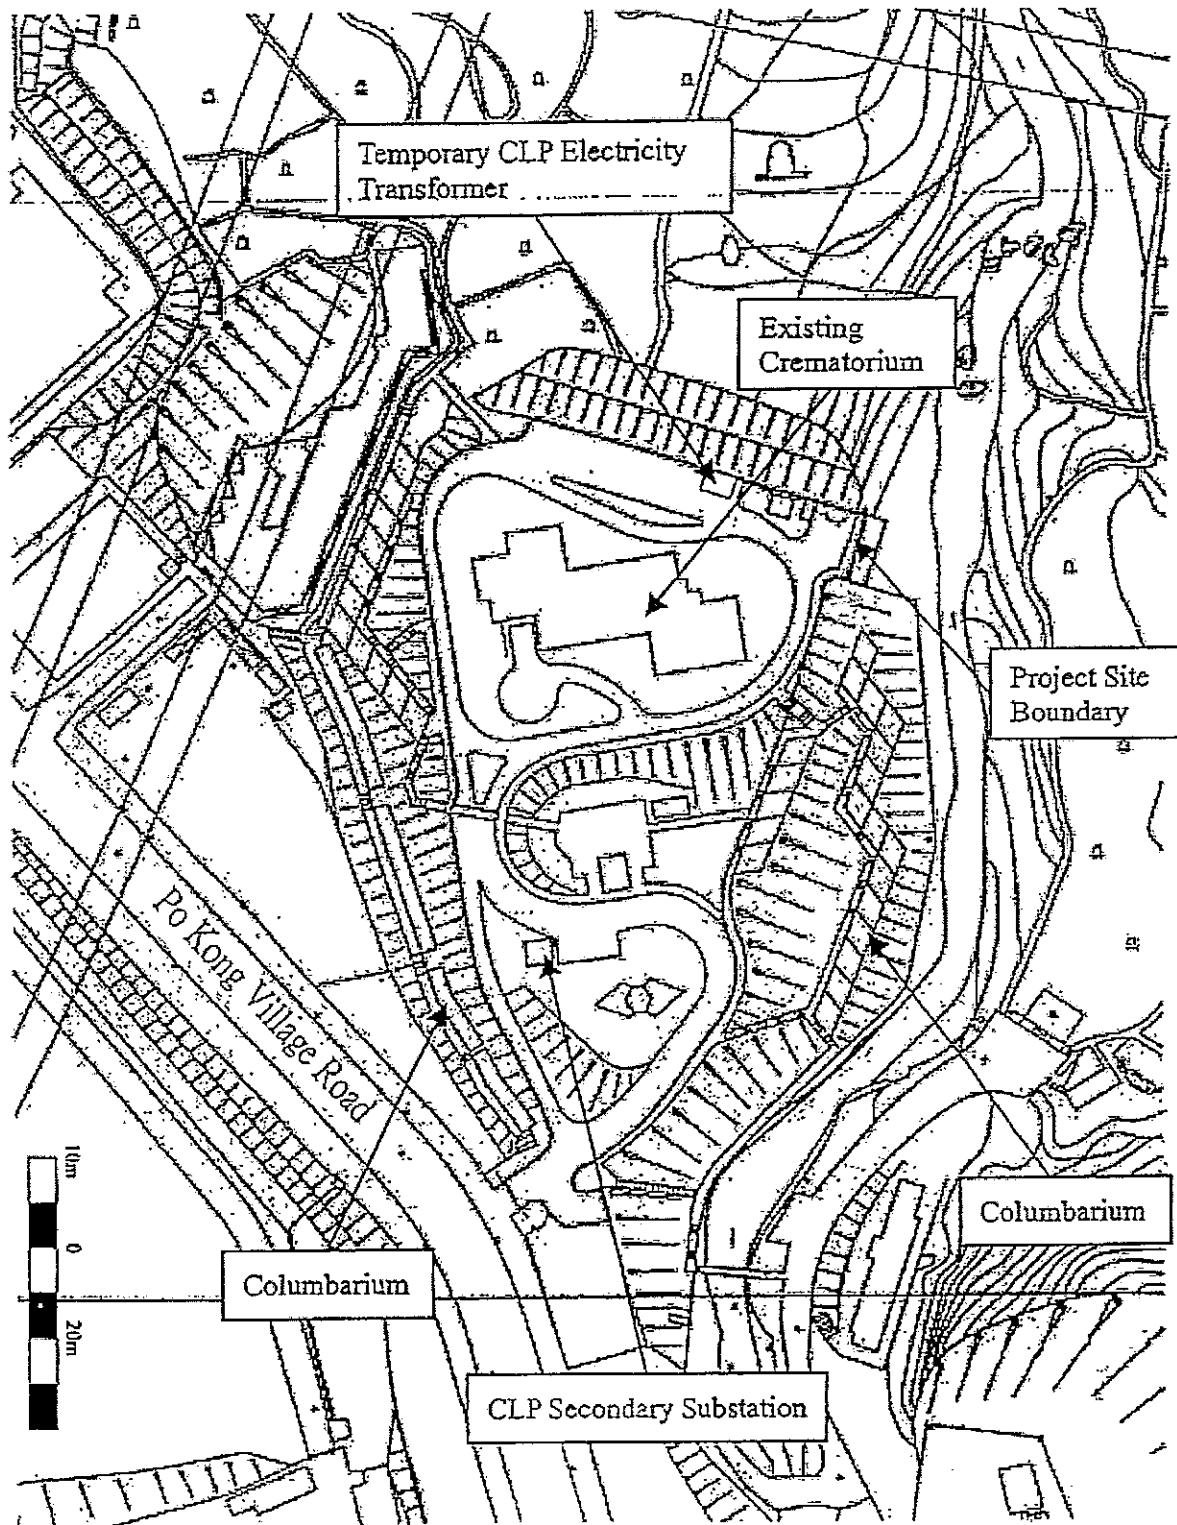 Temporary CLP Electricity
Transformer
Existing
Crematorium
Project Site
Boundary
Po Kong Village Road
Columbarium
Columbarium
CLP Secondary Substation
10m
0
20m